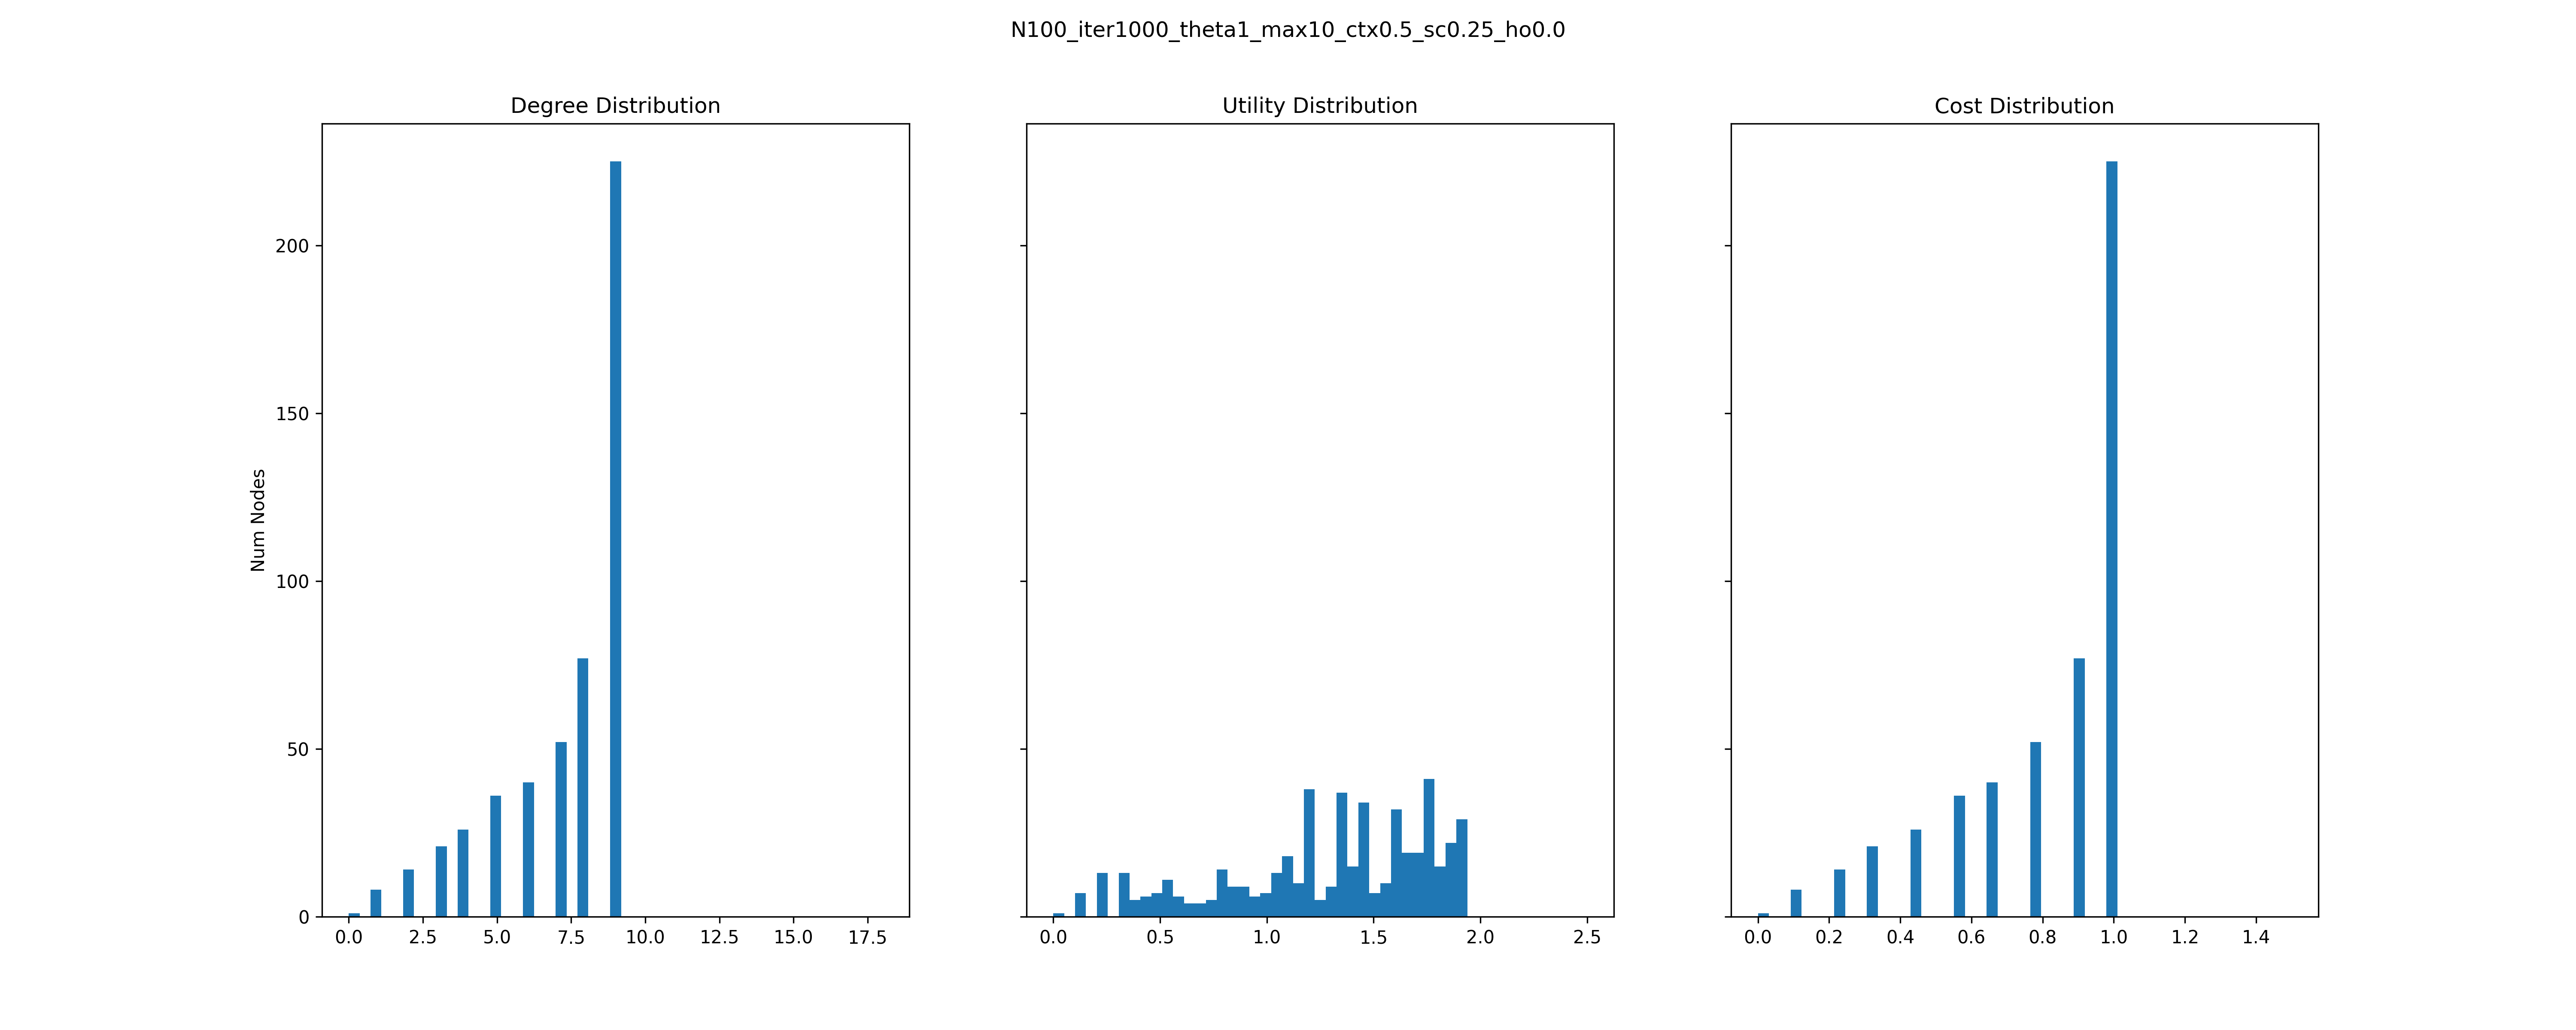 N100_iter1000_theta1_max10_ctx0.5_sc0.25_ho0.0
Degree Distribution
Num Nodes
200
150
100
50
0
0.0 2.5 5.0 7.5 10.0 12.5 15.0 17.5
Utility Distribution
0.0 0.5 1.0 1.5 2.0 2.5
Cost Distribution
0.0 0.2 0.4 0.6 0.8 1.0 1.2 1.4